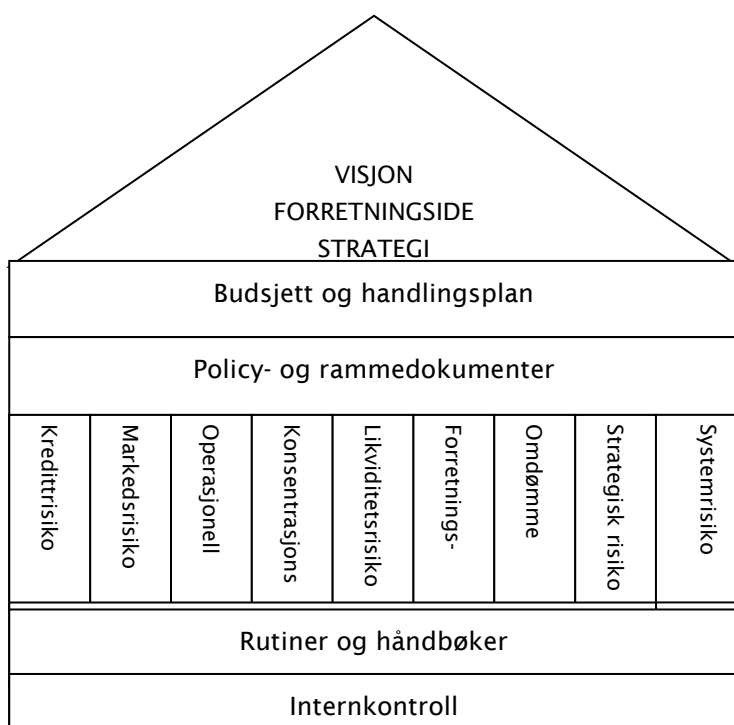 VISJON
FORRETNINGSIDE
STRATEGI
Budsjett og handlingsplan
Policy- og rammedokumenter
Kredittrisiko
Markedsrisiko
Operasjonell
Konsentrasjons
Likviditetsrisiko
Forretnings-
Omdømme
Strategisk risiko
Systemrisiko
Rutiner og håndbøker
Internkontroll